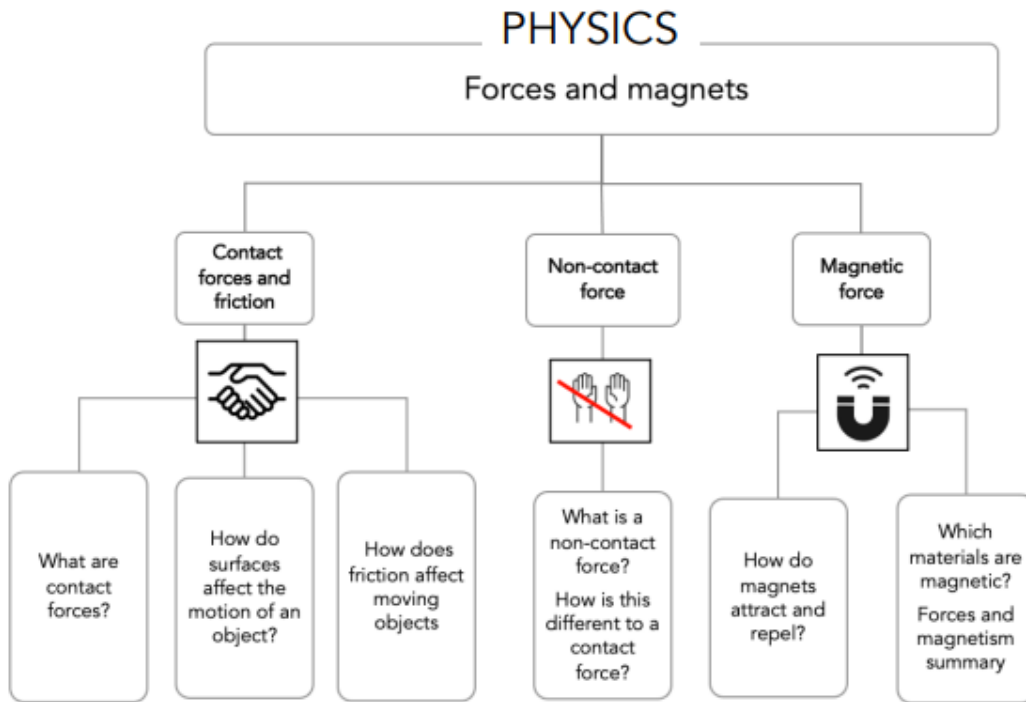 PHYSICS
Forces and magnets
Contact
forces and
friction
Non-contact
force
Magnetic
force
What are
contact
forces?
How do
surfaces
affect the
motion of an
object?
How does
friction affect
moving
objects
What is a
non-contact
force?
How is this
different to a
contact
force?
How do
magnets
attract and
repel?
Which
materials are
magnetic?
Forces and
magnetism
summary